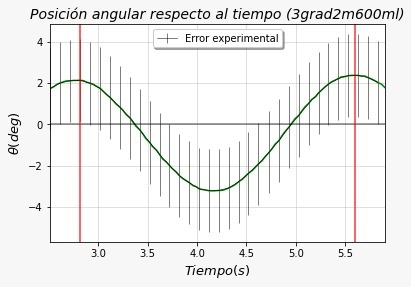 Posición angular respecto al tiempo (3grad2m600ml)
Error experimental
4
2
0
−2
−4
θ(deg)
3.0 3.5 4.0 4.5 5.0 5.5
Tiempo(s)